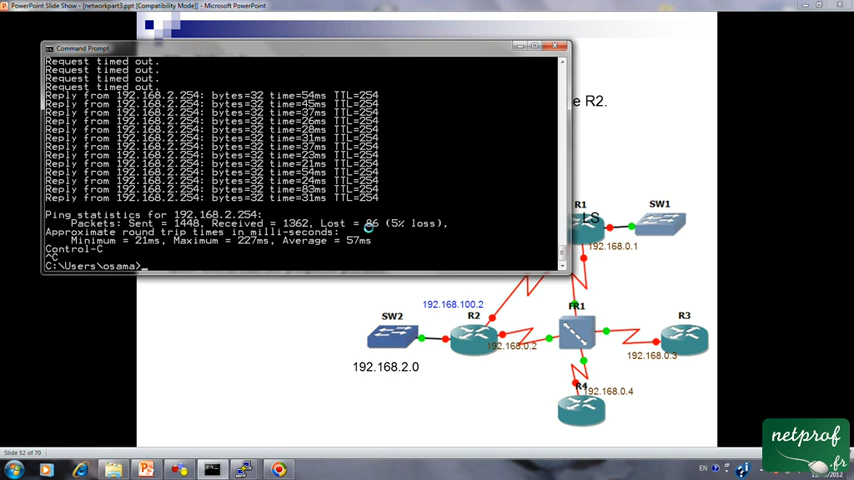 PowerPoint Slide Show - [networkpart3.ppt [Compatibility Mode]] - Microsoft PowerPoint
Command Prompt
Request timed out.
Request timed out.
Request timed out.
Request timed out.
Reply from 192.168.2.254: bytes=32 time=54ms TTL=254
Reply from 192.168.2.254: bytes=32 time=45ms TTL=254
Reply from 192.168.2.254: bytes=32 time=37ms TTL=254
Reply from 192.168.2.254: bytes=32 time=26ms TTL=254
Reply from 192.168.2.254: bytes=32 time=28ms TTL=254
Reply from 192.168.2.254: bytes=32 time=31ms TTL=254
Reply from 192.168.2.254: bytes=32 time=37ms TTL=254
Reply from 192.168.2.254: bytes=32 time=23ms TTL=254
Reply from 192.168.2.254: bytes=32 time=21ms TTL=254
Reply from 192.168.2.254: bytes=32 time=54ms TTL=254
Reply from 192.168.2.254: bytes=32 time=24ms TTL=254
Reply from 192.168.2.254: bytes=32 time=83ms TTL=254
Reply from 192.168.2.254: bytes=32 time=31ms TTL=254
Ping statistics for 192.168.2.254:
Packets: Sent = 1448, Received = 1362, Lost = 86 (5% loss),
Approximate round trip times in milli-seconds:
Minimum = 21ms, Maximum = 227ms, Average = 57ms
Control-C
^C
C:\Users\osama>_
e R2.
R1
LS
SW1
192.168.0.1
192.168.100.2
FR1
SW2
R2
R3
192.168.0.2
192.168.0.3
192.168.2.0
R4
192.168.0.4
Slide 52 of 70
EN
netprof
.fr